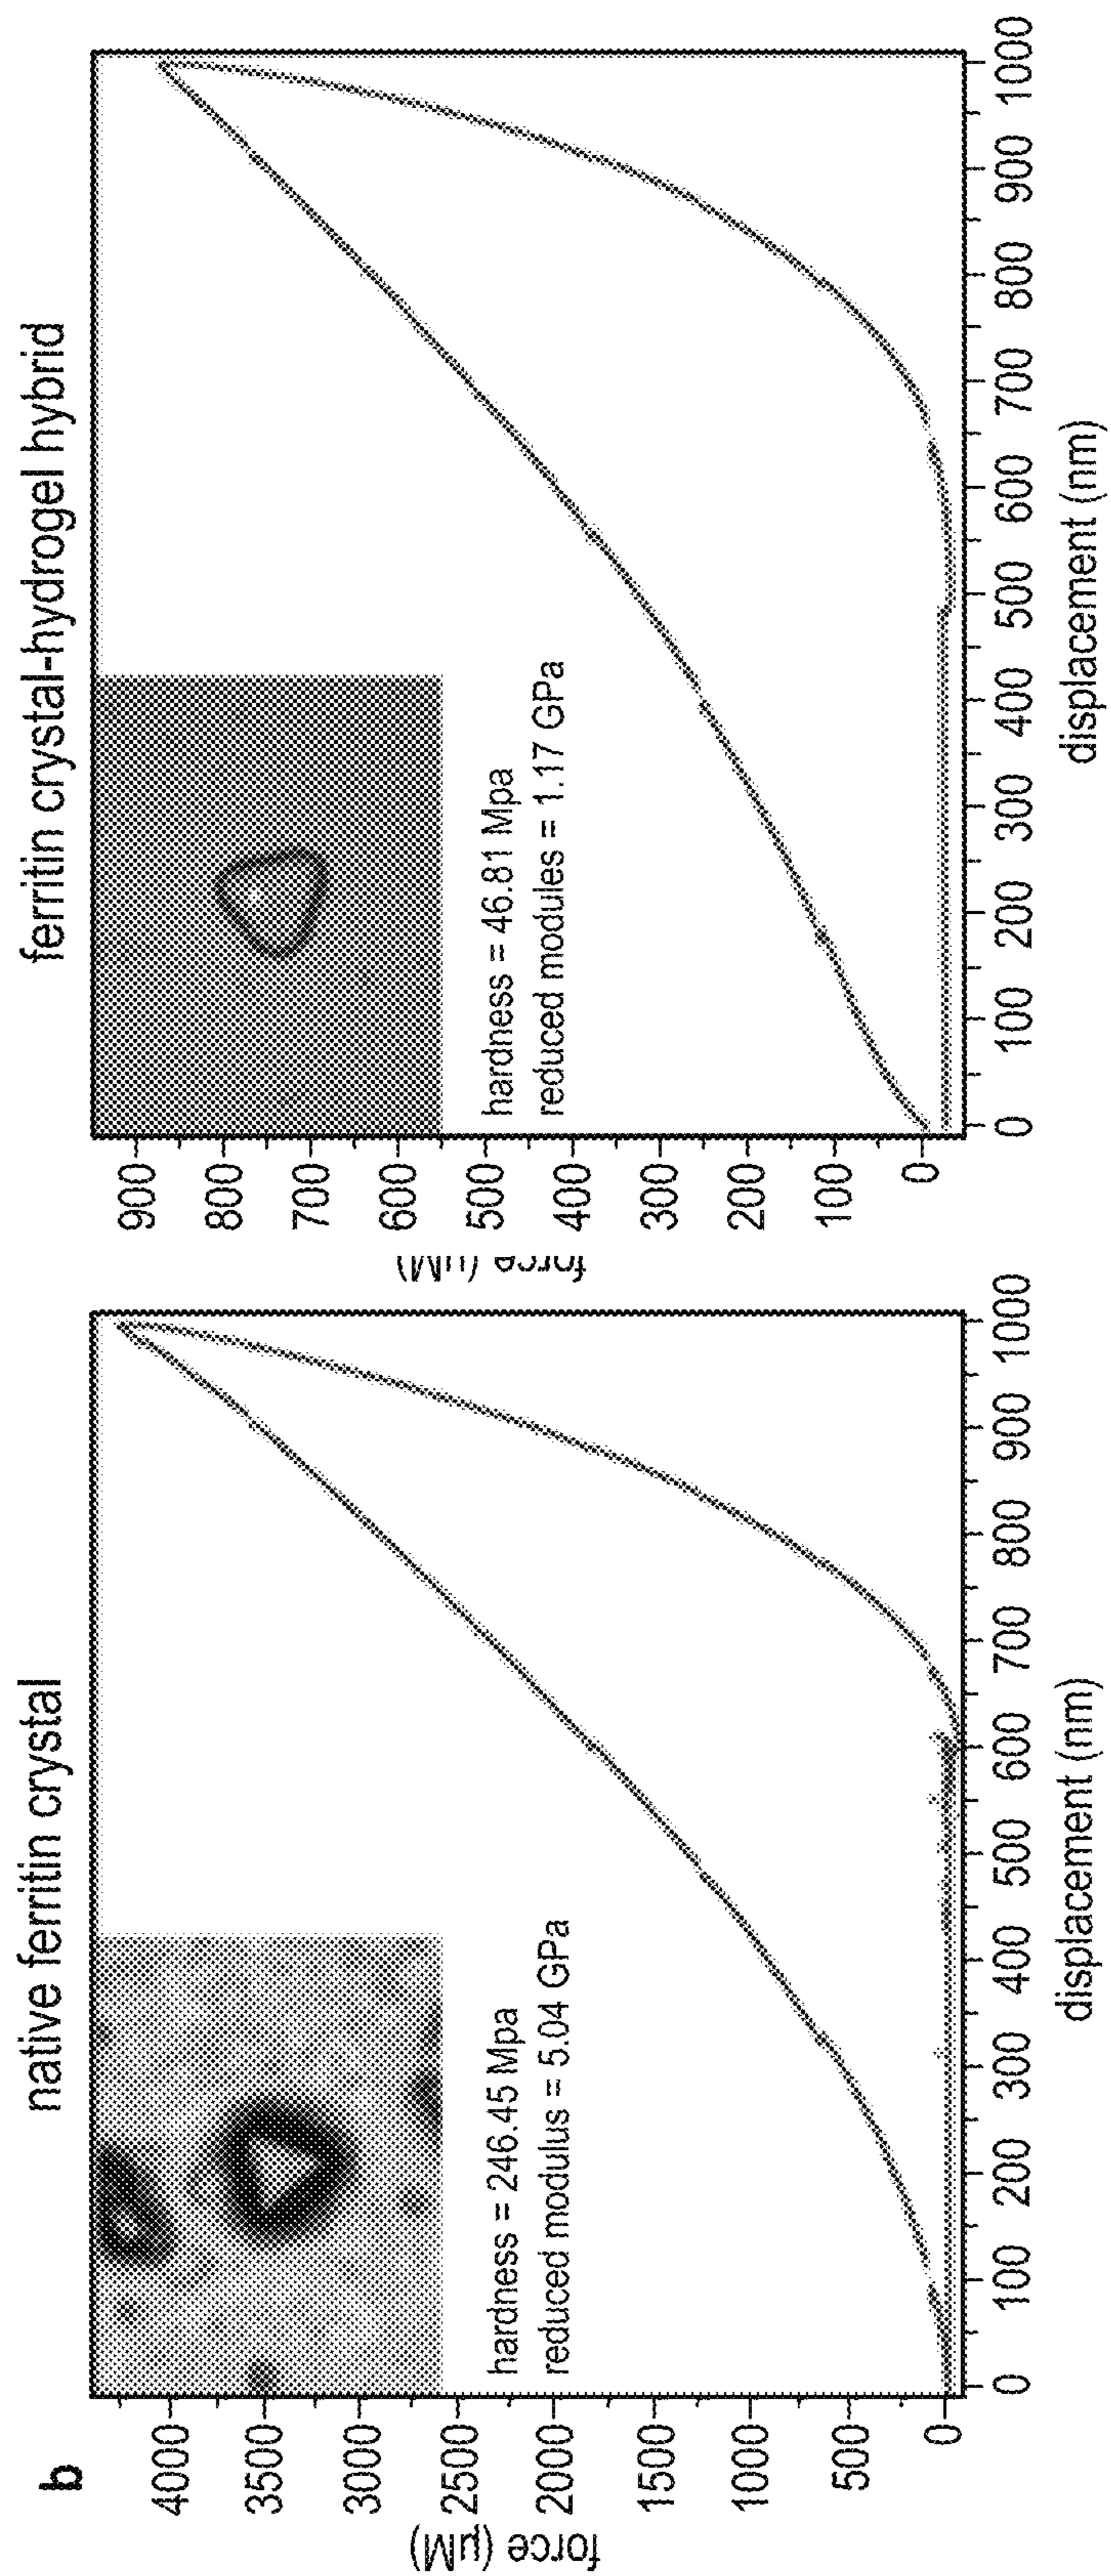 b
native ferritin crystal
force (µM)
4000
3500
3000
2500
2000
1500
1000
500
0
hardness = 246.45 Mpa
reduced modulus = 5.04 GPa
0 100 200 300 400 500 600 700 800 900 1000
displacement (nm)
ferritin crystal-hydrogel hybrid
force (µM)
900
800
700
600
500
400
300
200
100
0
hardness = 46.81 Mpa
reduced modules = 1.17 GPa
0 100 200 300 400 500 600 700 800 900 1000
displacement (nm)